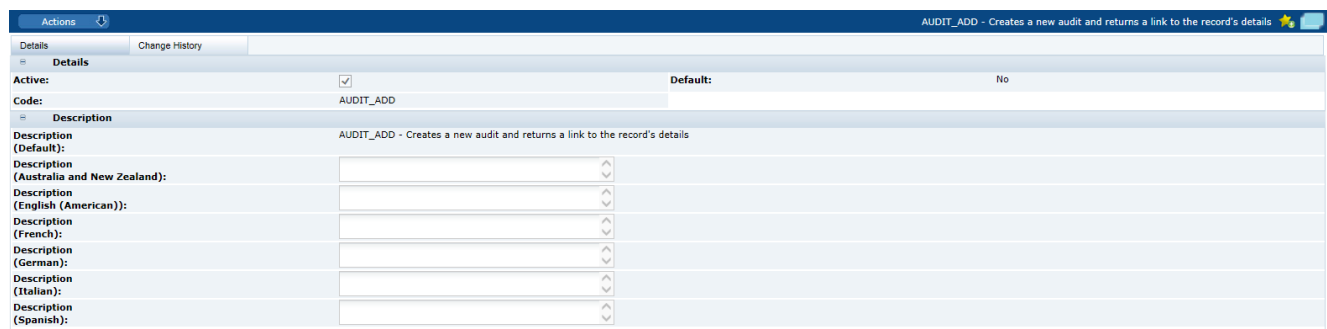 Actions
AUDIT_ADD - Creates a new audit and returns a link to the record's details
Details Change History
Details
Active: Default: No
Code: AUDIT_ADD
Description
Description AUDIT_ADD - Creates a new audit and returns a link to the record's details
(Default):
Description
(Australia and New Zealand):
Description
(English (American)):
Description
(French):
Description
(German):
Description
(Italian):
Description
(Spanish):